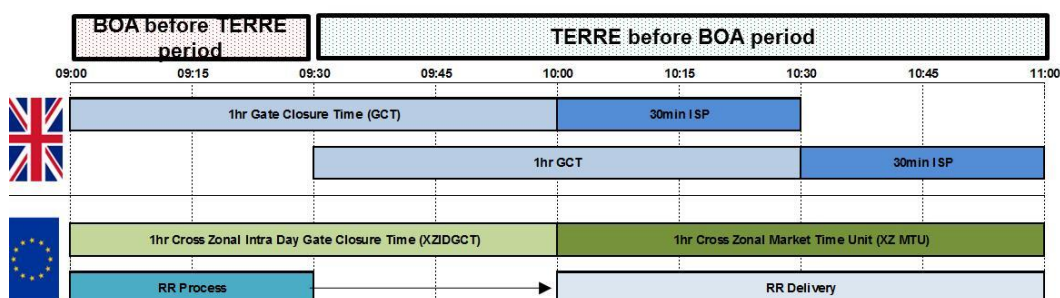 BOA before TERRE
period
TERRE before BOA period
09:00 09:15 09:30 09:45 10:00 10:15 10:30 10:45 11:00
1hr Gate Closure Time (GCT) 30min ISP
1hr GCT 30min ISP
1hr Cross Zonal Intra Day Gate Closure Time (XZIDGCT) 1hr Cross Zonal Market Time Unit (XZ MTU)
RR Process RR Delivery